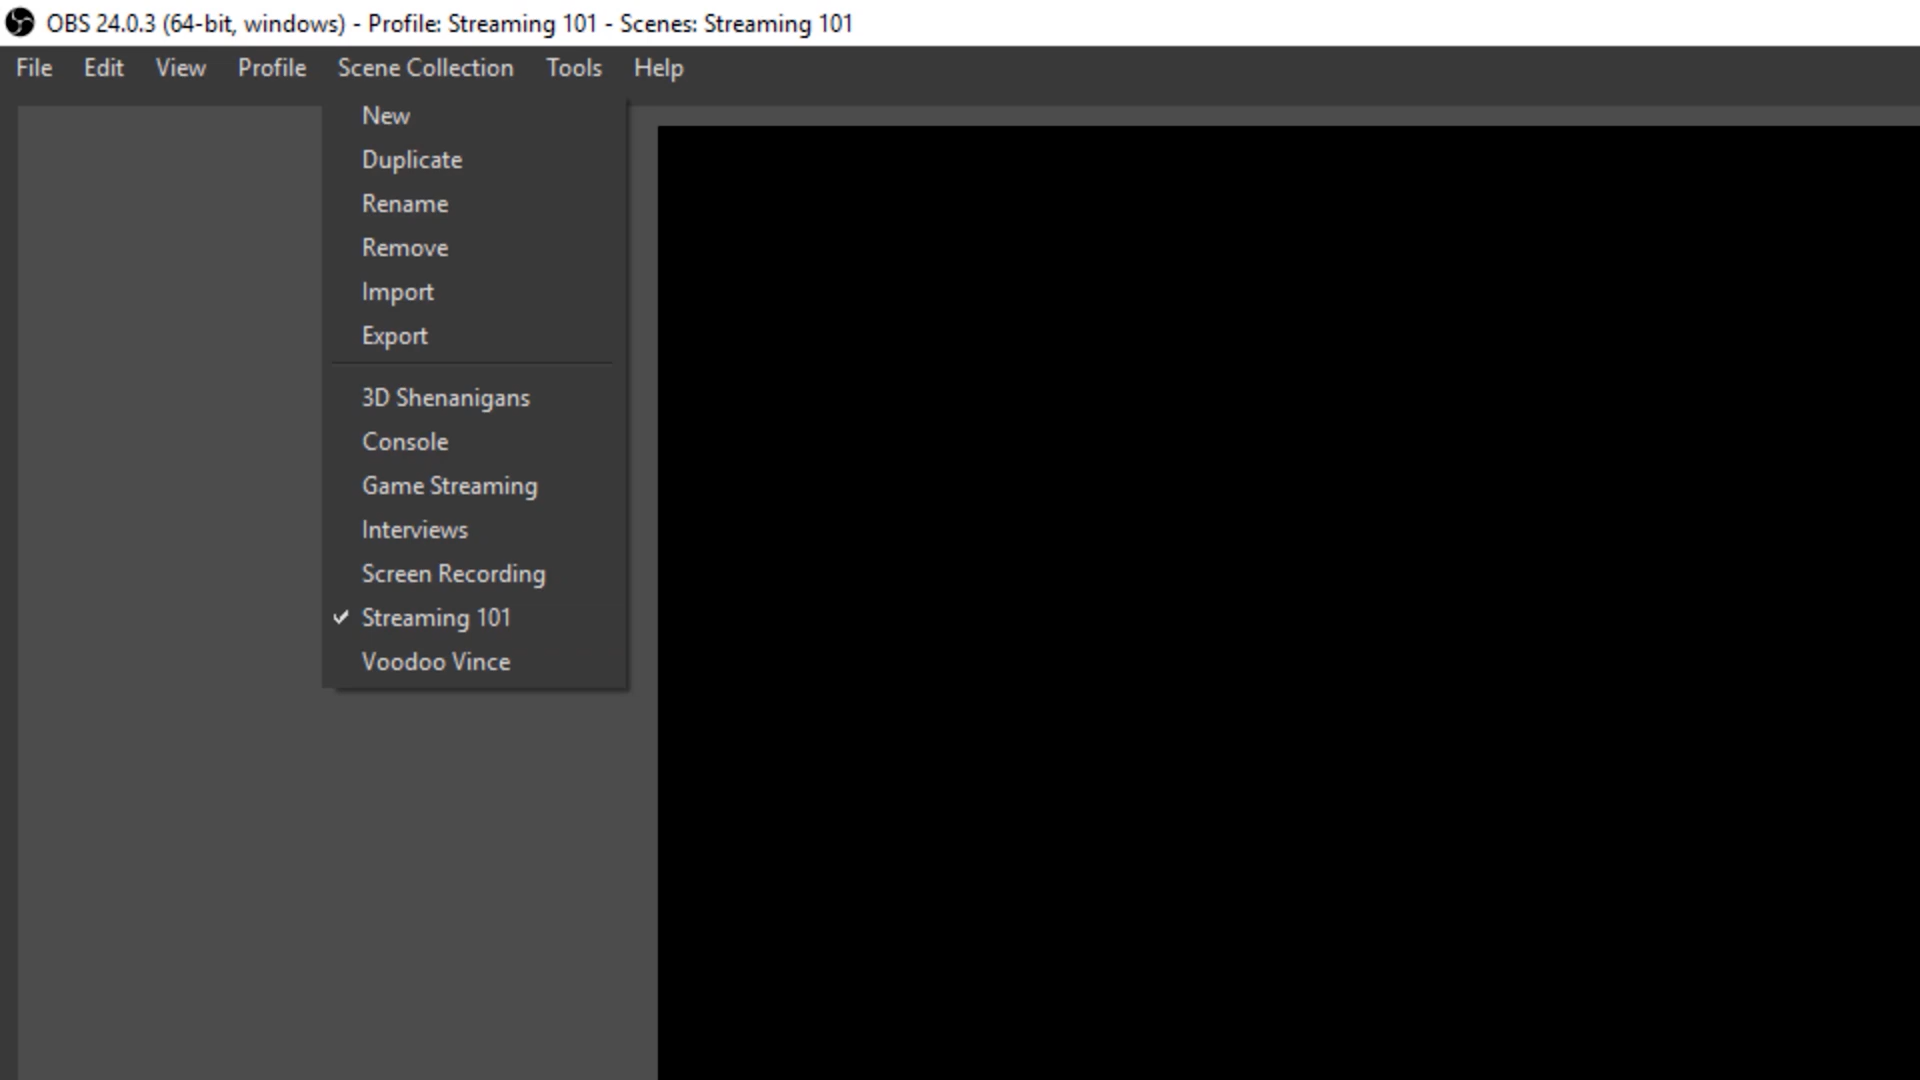 OBS 24.0.3 (64-bit, windows) - Profile: Streaming 101 - Scenes: Streaming 101
File Edit View Profile Scene Collection Tools Help
New
Duplicate
Rename
Remove
Import
Export
3D Shenanigans
Console
Game Streaming
Interviews
Screen Recording
Streaming 101
Voodoo Vince